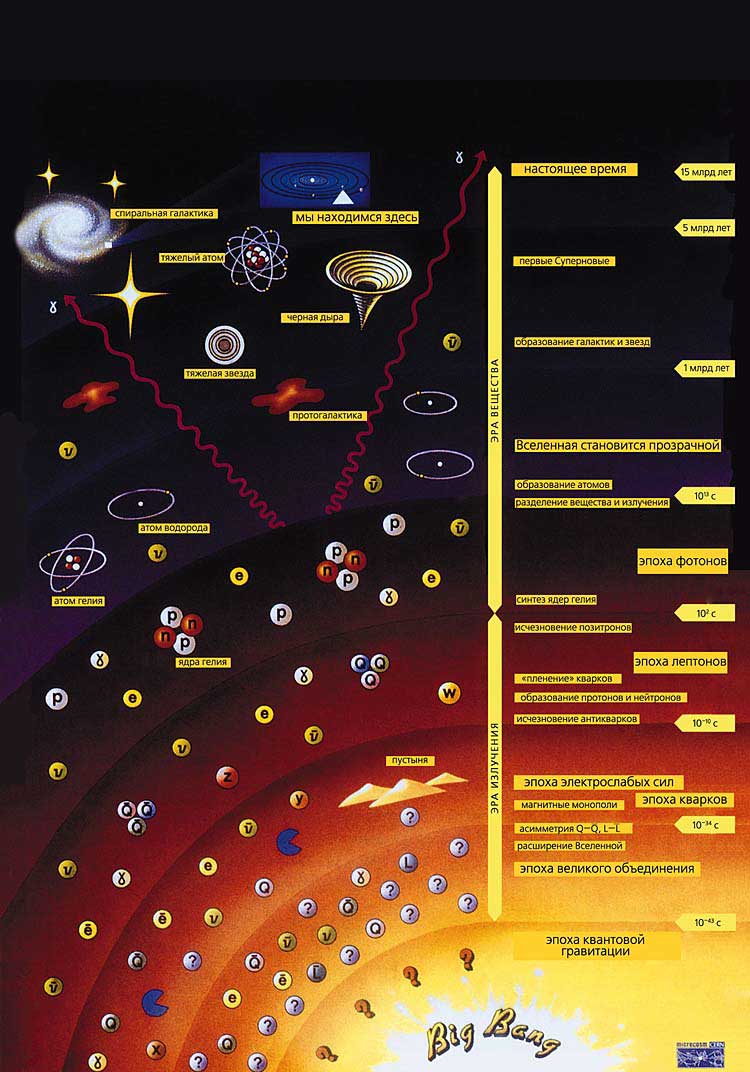 ɣ
настоящее время
15 млрд лет
спиральная галактика
мы находимся здесь
5 млрд лет
тяжелый атом
первые Суперновые
ɣ
черная дыра
образование галактик и звезд
ν̄
тяжелая звезда
1 млрд лет
протогалактика
ЭРА ВЕЩЕСТВА
Вселенная становится прозрачной
ν
образование атомов
ν̄
разделение вещества и излучения
10¹³ с
атом водорода
p
ν̄
ν
p n
n p
эпоха фотонов
e
e
ɣ
атом гелия
синтез ядер гелия
10² с
p
p n
n p
исчезновение позитронов
ядра гелия
ɣ
эпоха лептонов
Q Q
Q
ɣ
«пленение» кварков
p
e
w
образование протонов и нейтронов
e
исчезновение антикварков
10⁻¹⁰ с
ν
ν̄
ЭРА ИЗЛУЧЕНИЯ
пустыня
ν
z
эпоха электрослабых сил
y
магнитные монополи
эпоха кварков
Q Q̄
Q̄
?
ν̄
асимметрия Q–Q, L–L̄
10⁻³⁴ с
расширение Вселенной
?
ν
e
L
эпоха великого объединения
ɣ
ɣ
?
Q
?
?
Q̄
?
ē
ē
ν
?
?
10⁻⁴³ с
ν̄
ν
эпоха квантовой
гравитации
Q̄
?
Q̄
?
?
ē
L̄
?
ν̄
e
?
?
Q
?
Big Bang
Q
?
x
?
ɣ
?
Q
?
microcosm CERN